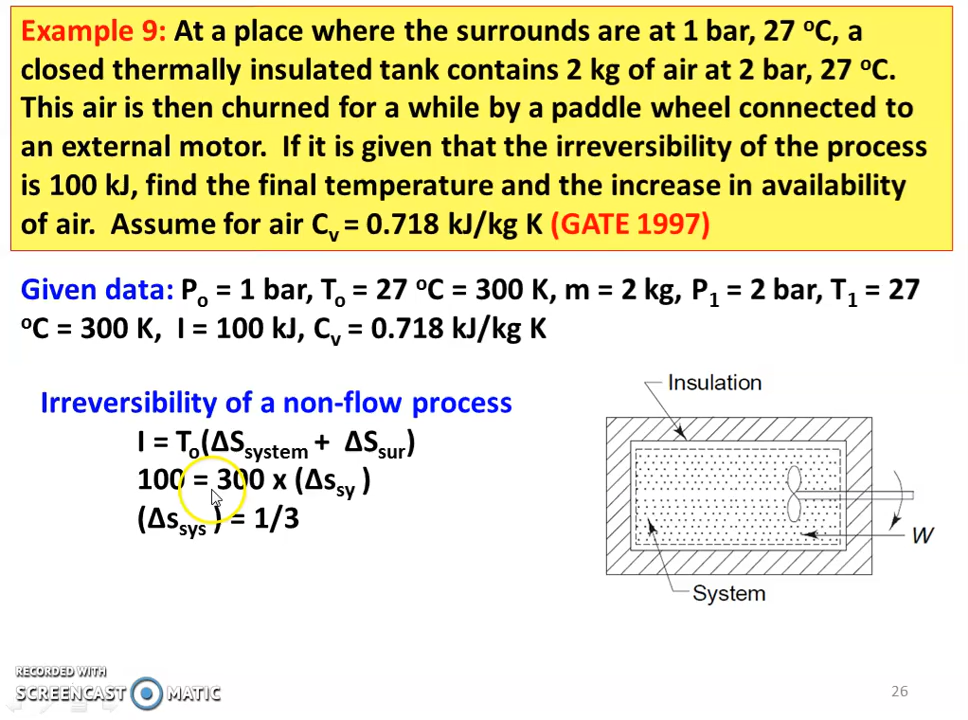 Example 9: At a place where the surrounds are at 1 bar, 27 ºC, a
closed thermally insulated tank contains 2 kg of air at 2 bar, 27 ºC.
This air is then churned for a while by a paddle wheel connected to
an external motor. If it is given that the irreversibility of the process
is 100 kJ, find the final temperature and the increase in availability
of air. Assume for air Cv = 0.718 kJ/kg K (GATE 1997)
Given data: Po = 1 bar, To = 27 ºC = 300 K, m = 2 kg, P1 = 2 bar, T1 = 27
ºC = 300 K, I = 100 kJ, Cv = 0.718 kJ/kg K
Irreversibility of a non-flow process
I = To(ΔSsystem + ΔSsur)
100 = 300 x (Δssy )
(Δssys ) = 1/3
Insulation
W
System
RECORDED WITH
SCREENCAST MATIC
26